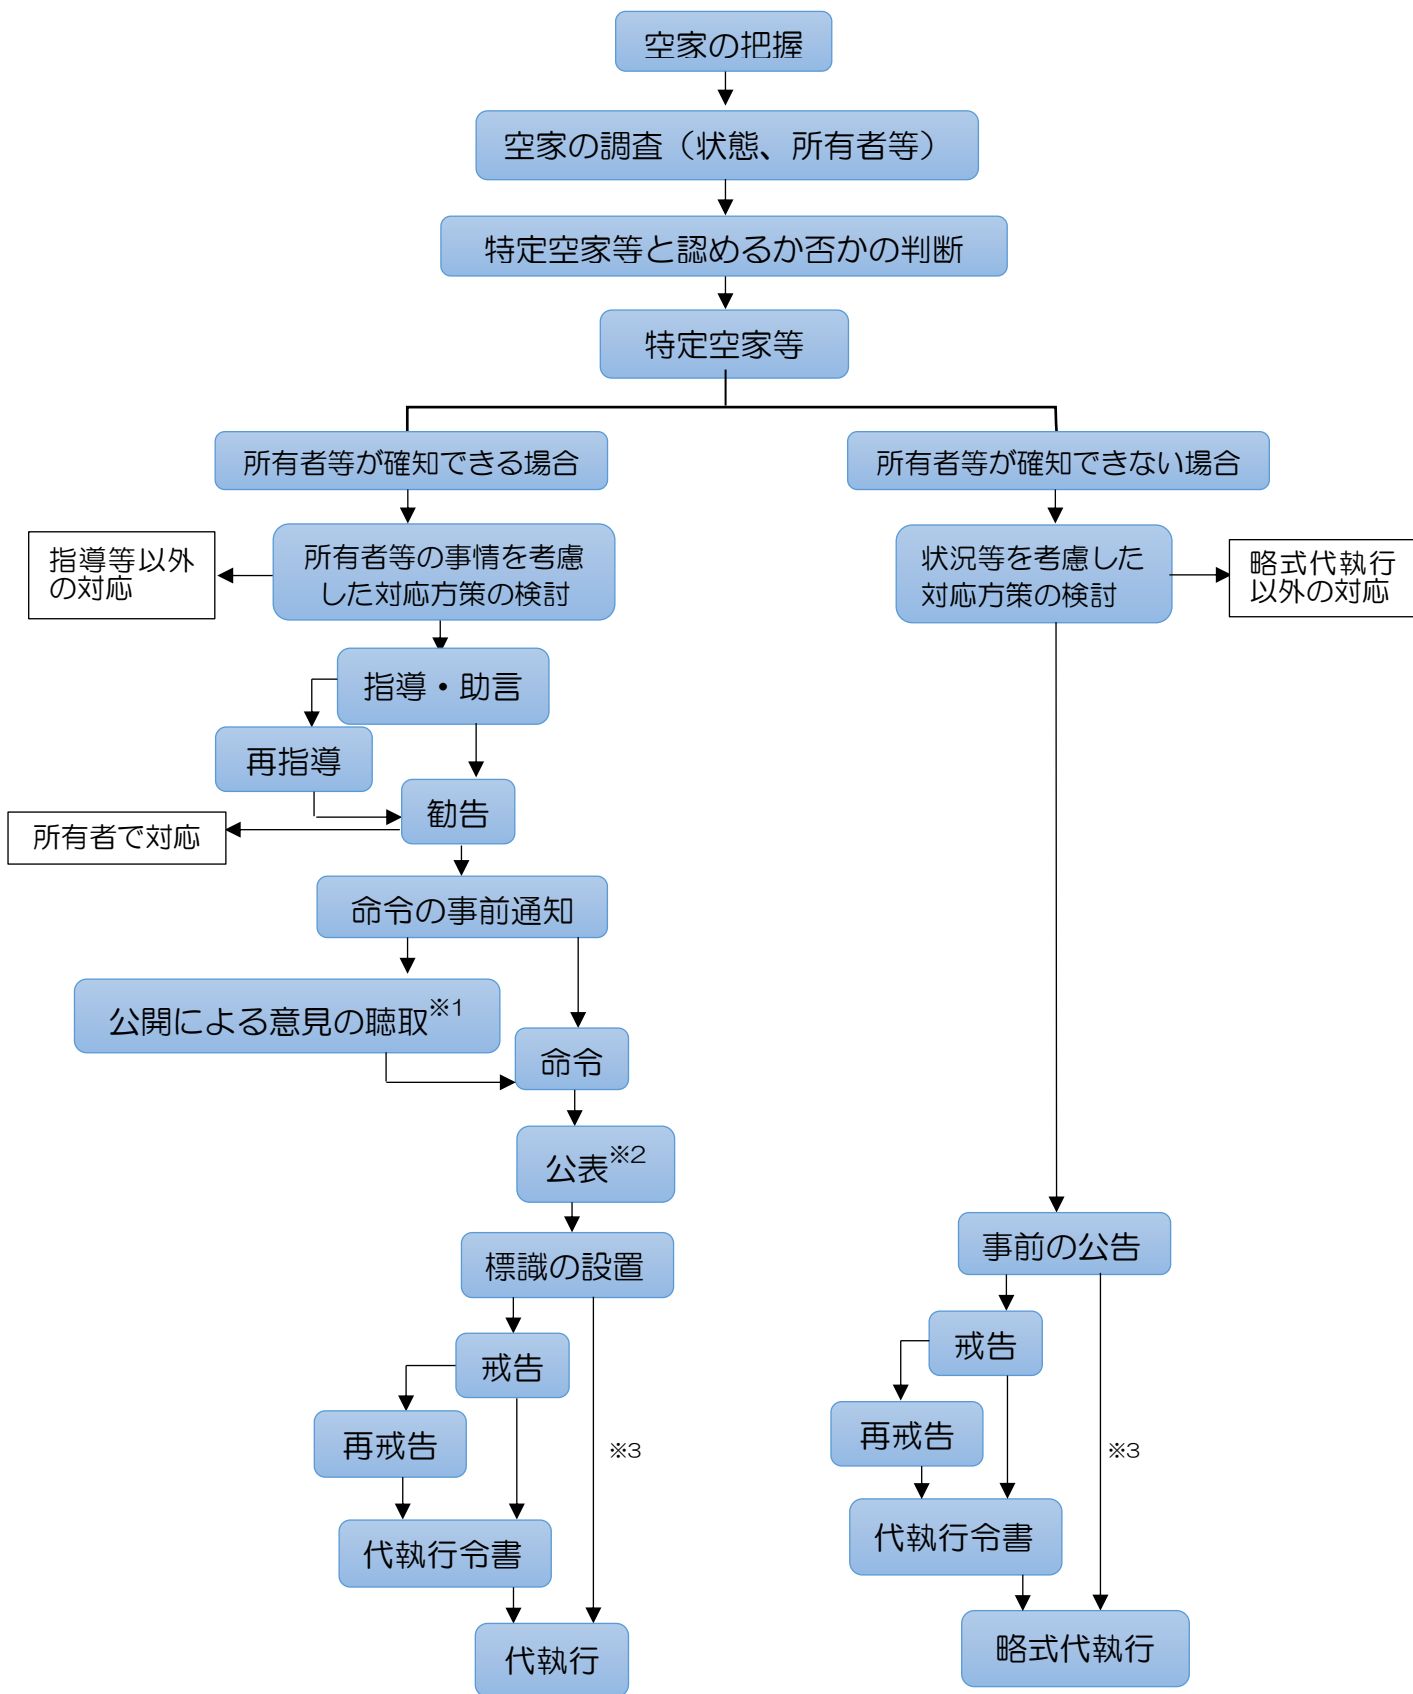 空家の把握
空家の調査（状態、所有者等）
特定空家等と認めるか否かの判断
特定空家等
所有者等が確知できる場合
所有者等が確知できない場合
指導等以外
の対応
所有者等の事情を考慮
した対応方策の検討
状況等を考慮した
対応方策の検討
略式代執行
以外の対応
指導・助言
再指導
勧告
所有者で対応
命令の事前通知
公開による意見の聴取※1
命令
公表※2
標識の設置
戒告
再戒告
※3
代執行令書
代執行
事前の公告
戒告
再戒告
※3
代執行令書
略式代執行